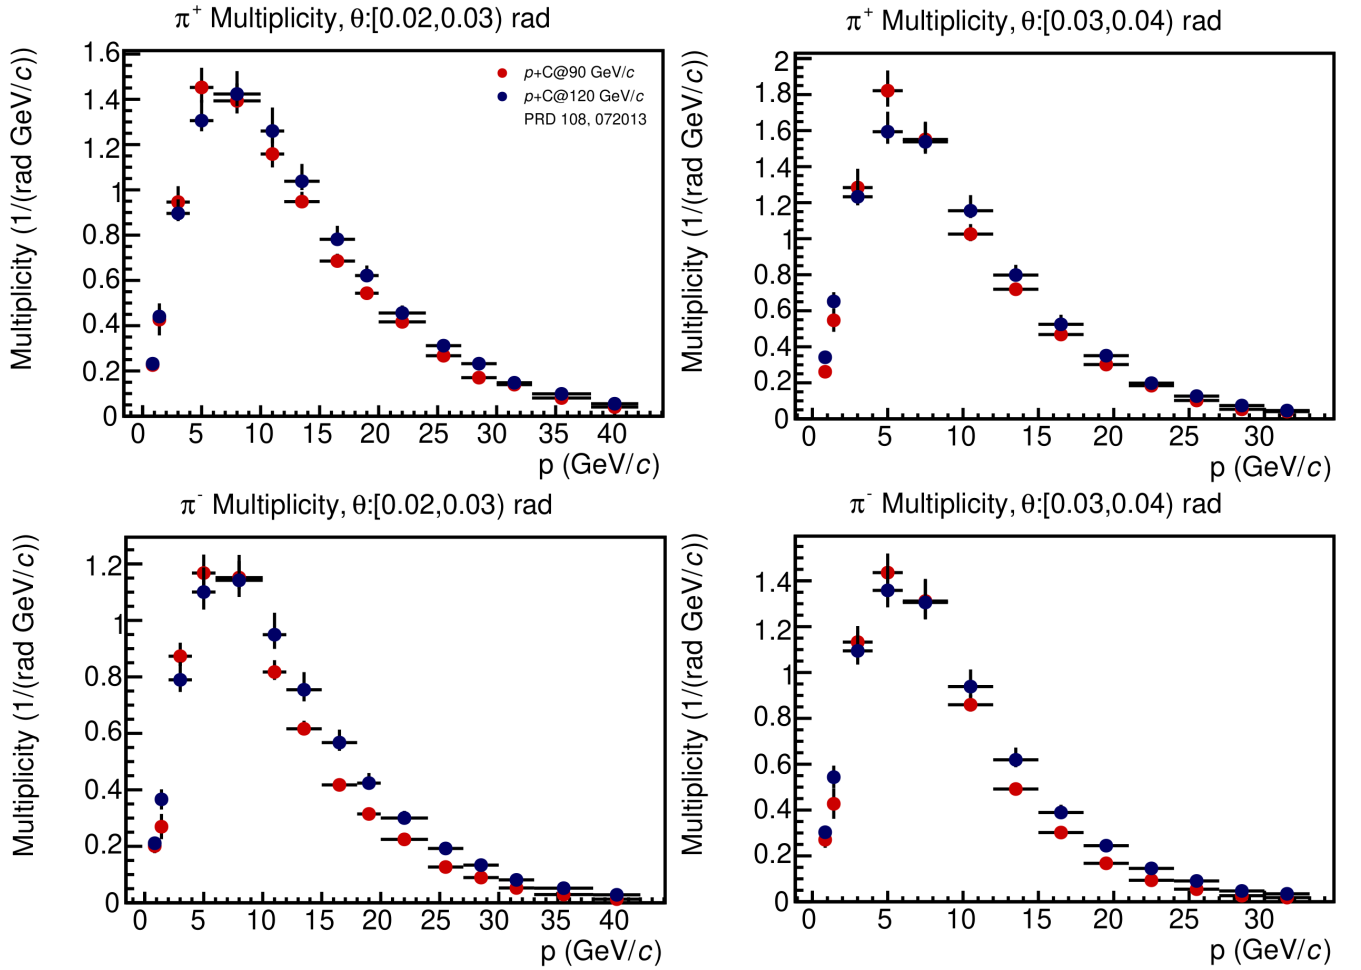 π⁺ Multiplicity, θ:[0.02,0.03) rad
Multiplicity (1/(rad GeV/c))
1.6
1.4
1.2
1
0.8
0.6
0.4
0.2
0
p+C@90 GeV/c
p+C@120 GeV/c
PRD 108, 072013
0 5 10 15 20 25 30 35 40
p (GeV/c)
π⁺ Multiplicity, θ:[0.03,0.04) rad
Multiplicity (1/(rad GeV/c))
2
1.8
1.6
1.4
1.2
1
0.8
0.6
0.4
0.2
0
0 5 10 15 20 25 30
p (GeV/c)
π⁻ Multiplicity, θ:[0.02,0.03) rad
Multiplicity (1/(rad GeV/c))
1.2
1
0.8
0.6
0.4
0.2
0
0 5 10 15 20 25 30 35 40
p (GeV/c)
π⁻ Multiplicity, θ:[0.03,0.04) rad
Multiplicity (1/(rad GeV/c))
1.4
1.2
1
0.8
0.6
0.4
0.2
0
0 5 10 15 20 25 30
p (GeV/c)